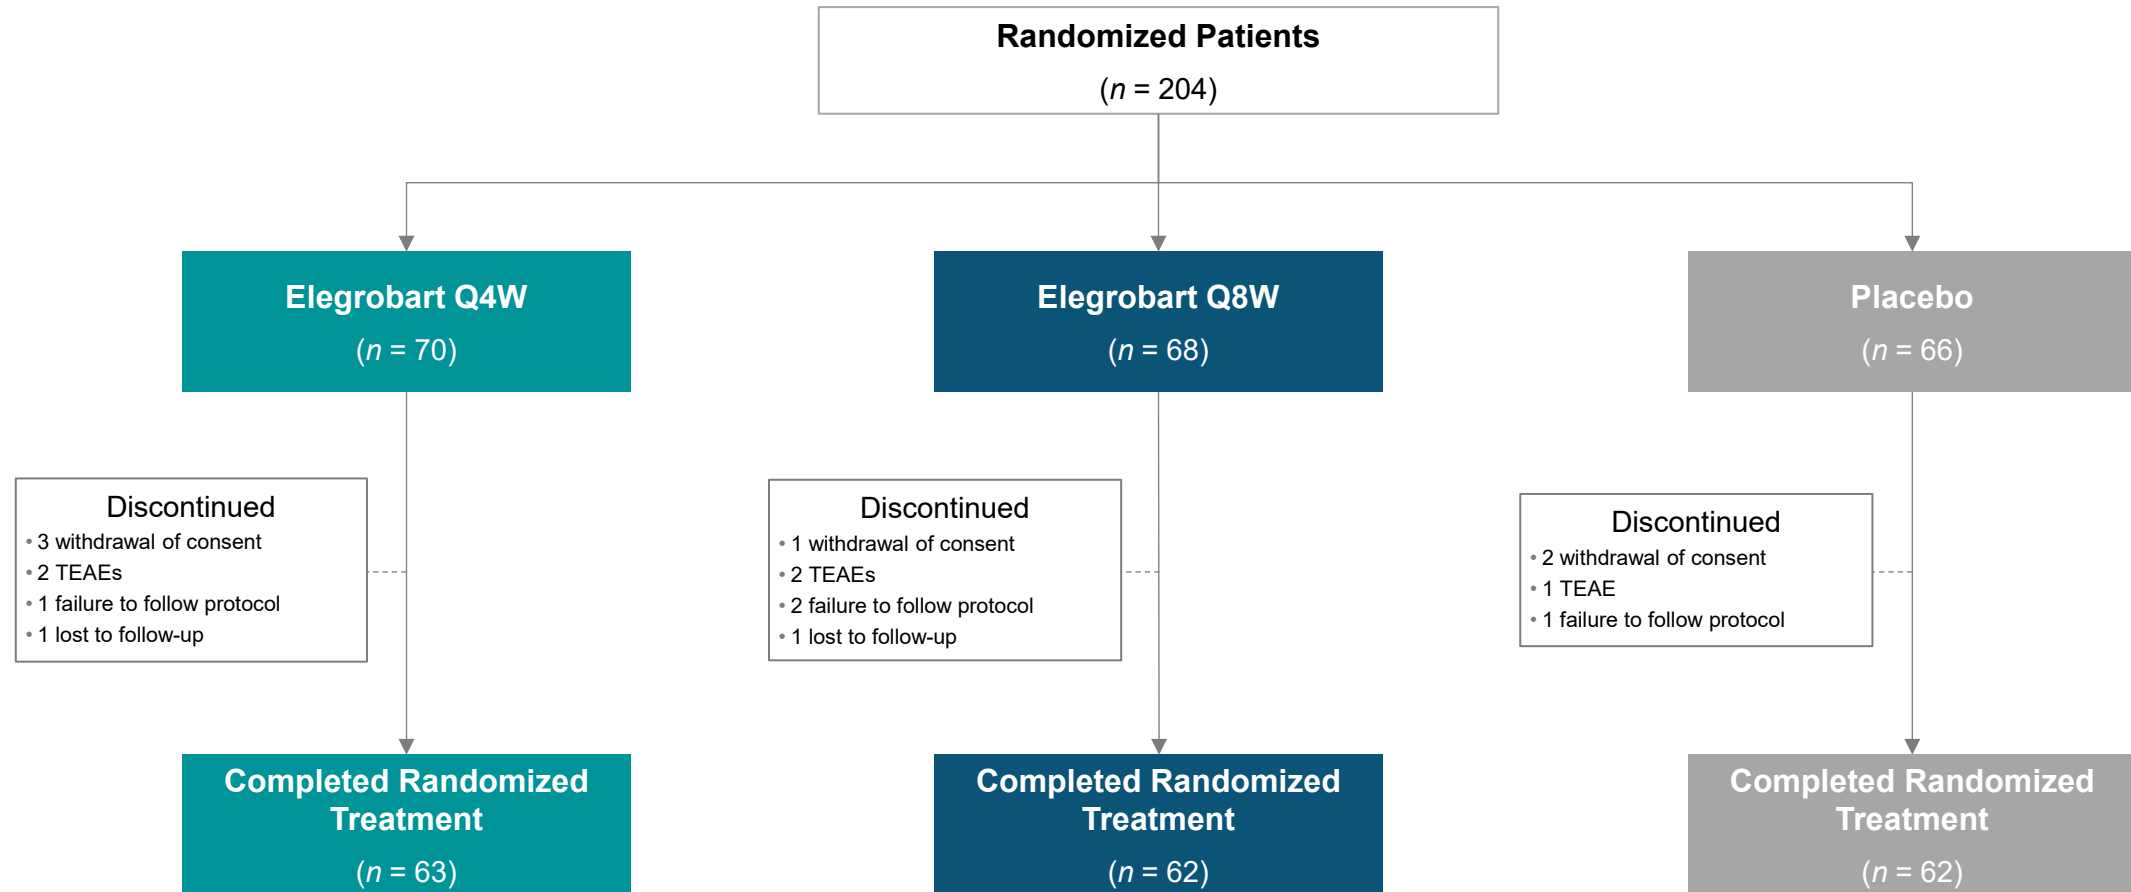 Randomized Patients
(n = 204)
Elegrobart Q4W
(n = 70)
Elegrobart Q8W
(n = 68)
Placebo
(n = 66)
Discontinued
• 3 withdrawal of consent
• 2 TEAEs
• 1 failure to follow protocol
• 1 lost to follow-up
Discontinued
• 1 withdrawal of consent
• 2 TEAEs
• 2 failure to follow protocol
• 1 lost to follow-up
Discontinued
• 2 withdrawal of consent
• 1 TEAE
• 1 failure to follow protocol
Completed Randomized
Treatment
(n = 63)
Completed Randomized
Treatment
(n = 62)
Completed Randomized
Treatment
(n = 62)